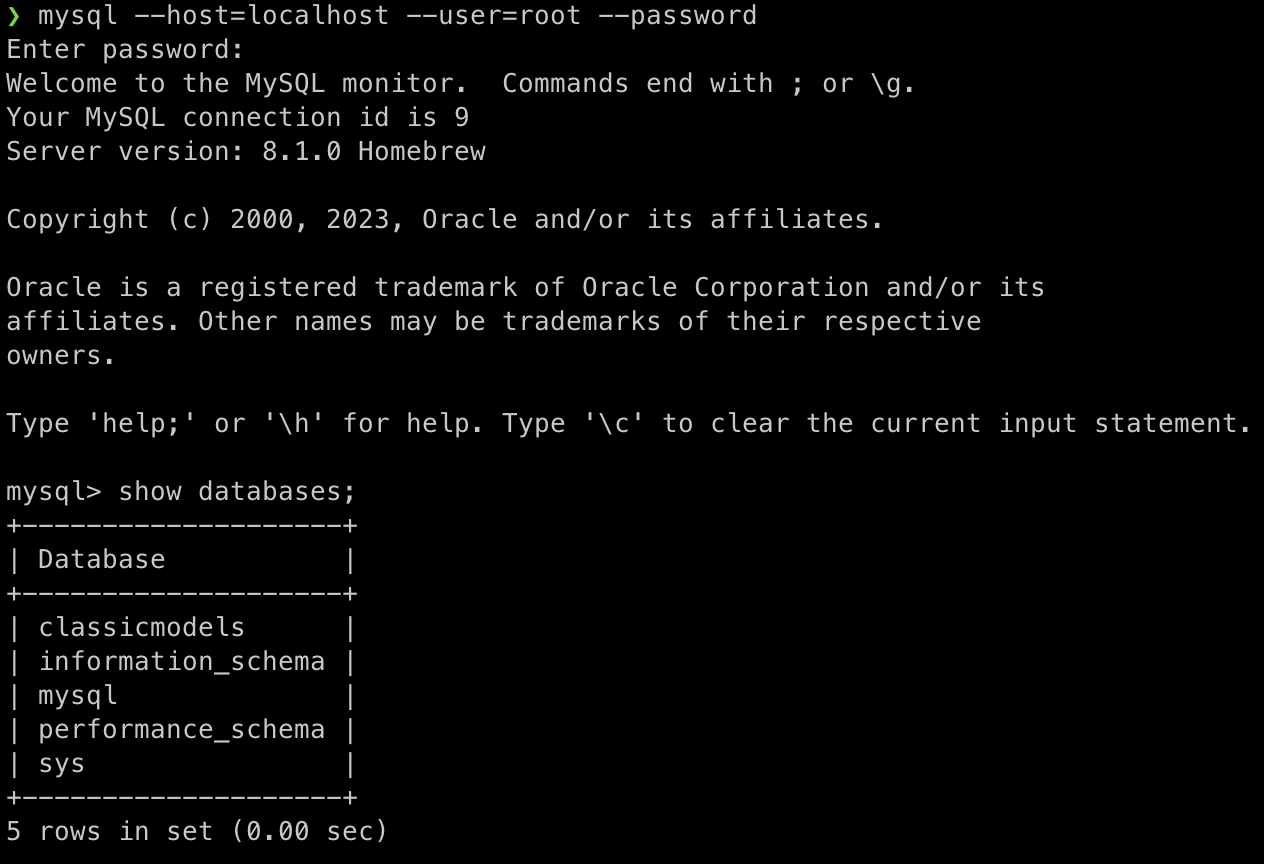 ❯ mysql --host=localhost --user=root --password
Enter password:
Welcome to the MySQL monitor.  Commands end with ; or \g.
Your MySQL connection id is 9
Server version: 8.1.0 Homebrew

Copyright (c) 2000, 2023, Oracle and/or its affiliates.

Oracle is a registered trademark of Oracle Corporation and/or its
affiliates. Other names may be trademarks of their respective
owners.

Type 'help;' or '\h' for help. Type '\c' to clear the current input statement.

mysql> show databases;
+--------------------+
| Database           |
+--------------------+
| classicmodels      |
| information_schema |
| mysql              |
| performance_schema |
| sys                |
+--------------------+
5 rows in set (0.00 sec)